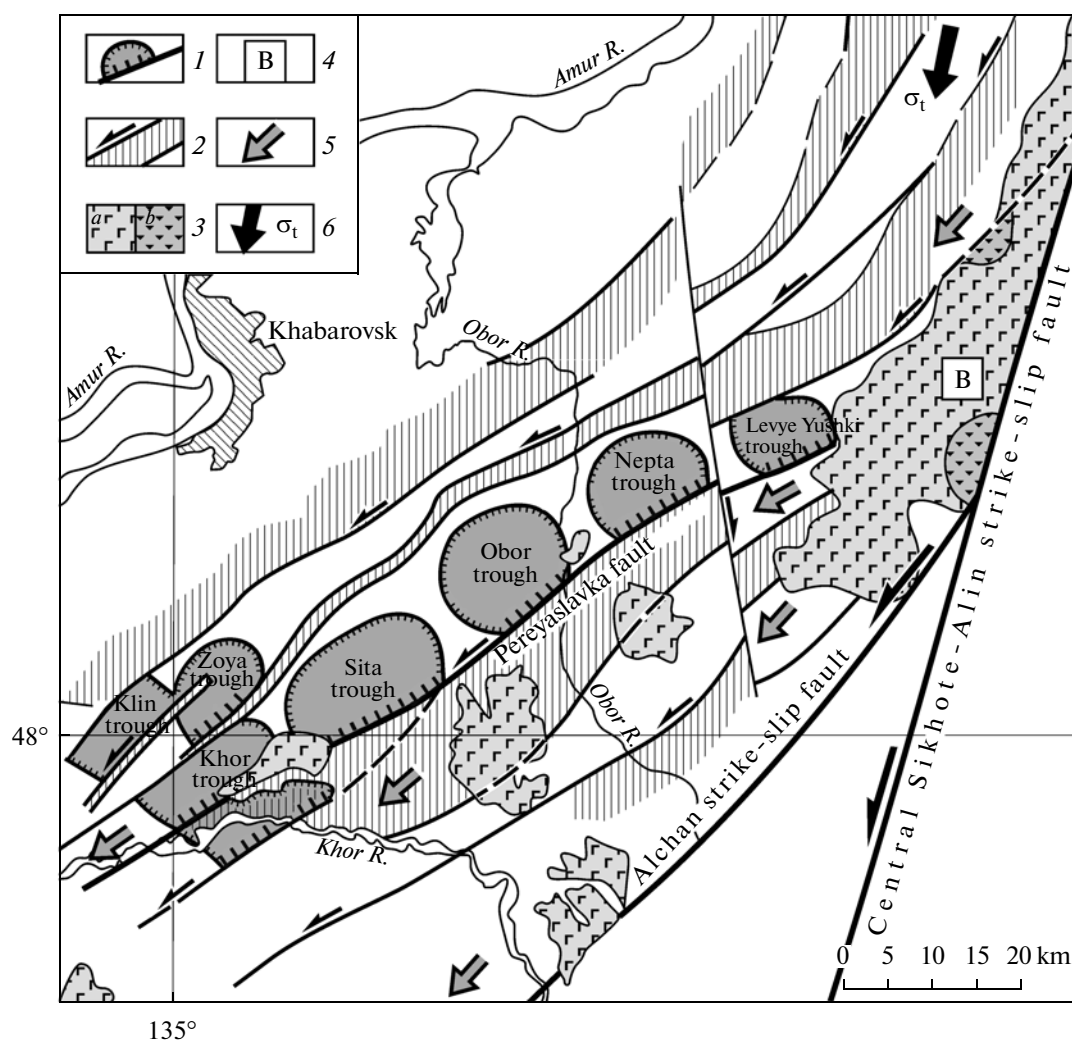 1
B
4
2
5
a
b
3
σt
6
Amur R.
σt
Khabarovsk
Obor R.
Amur R.
B
Levye Yushki
trough
Nepta
trough
Obor
trough
Pereyaslavka fault
Zoya
trough
Sita
trough
Klin
trough
Khor
trough
Obor R.
48°
Khor R.
Alchan strike-slip fault
Central Sikhote-Alin strike-slip fault
0 5 10 15 20 km
135°